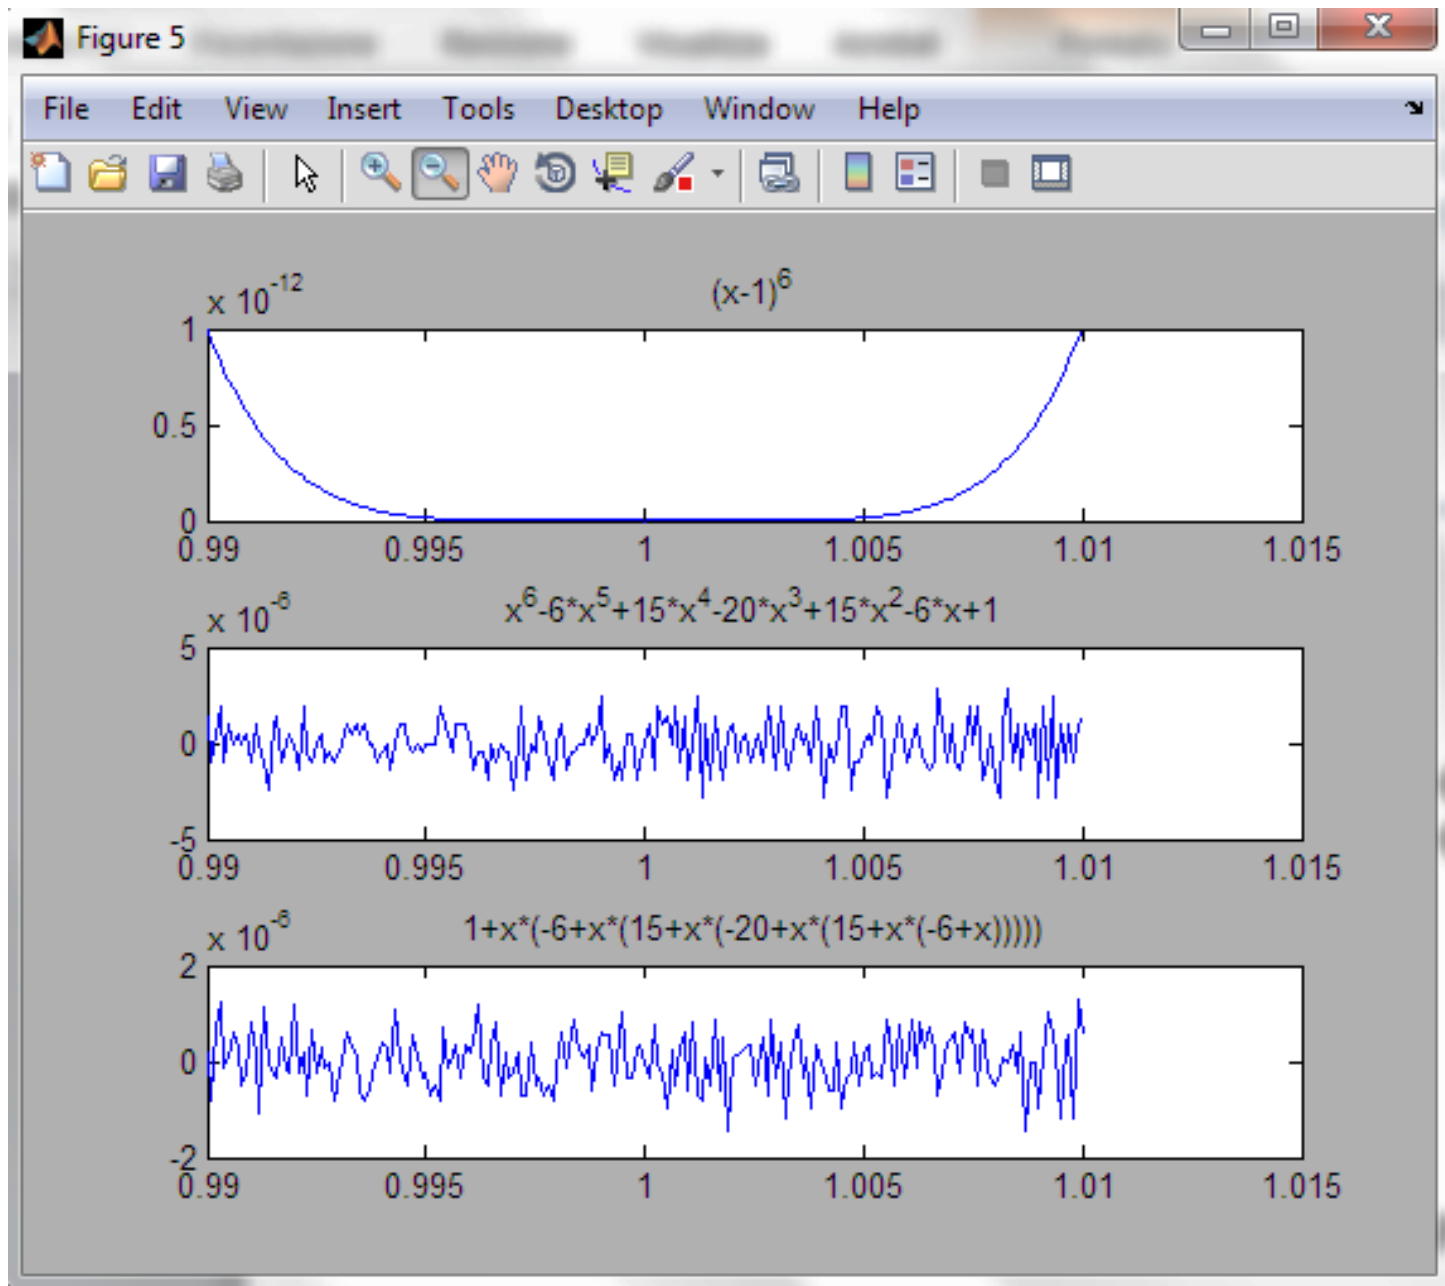 Figure 5
File Edit View Insert Tools Desktop Window Help
x 10^-12
(x-1)^6
1
0.5
0
0.99 0.995 1 1.005 1.01 1.015
x 10^-6
x^6-6*x^5+15*x^4-20*x^3+15*x^2-6*x+1
5
0
-5
0.99 0.995 1 1.005 1.01 1.015
x 10^-6
1+x*(-6+x*(15+x*(-20+x*(15+x*(-6+x)))))
2
0
-2
0.99 0.995 1 1.005 1.01 1.015